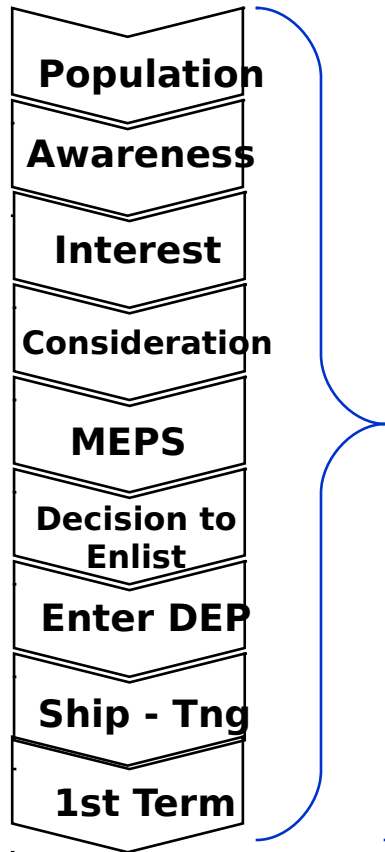 Population
Awareness
Interest
Consideration
MEPS
Decision to
Enlist
Enter DEP
Ship - Tng
1st Term